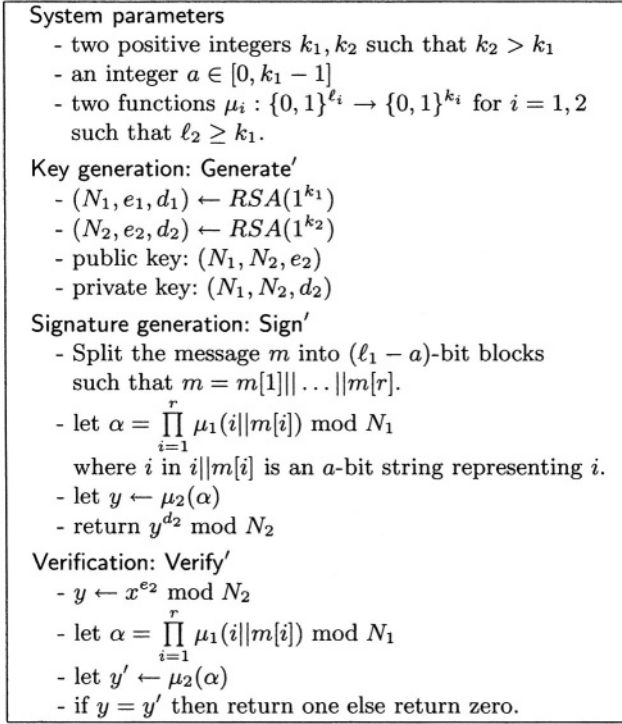 System parameters
- two positive integers k₁, k₂ such that k₂ > k₁
- an integer a ∈ [0, k₁ − 1]
- two functions μᵢ : {0, 1}^ℓᵢ → {0, 1}^kᵢ for i = 1, 2
such that ℓ₂ ≥ k₁.
Key generation: Generate′
- (N₁, e₁, d₁) ← RSA(1^k₁)
- (N₂, e₂, d₂) ← RSA(1^k₂)
- public key: (N₁, N₂, e₂)
- private key: (N₁, N₂, d₂)
Signature generation: Sign′
- Split the message m into (ℓ₁ − a)-bit blocks
such that m = m[1]|| . . . ||m[r].
- let α = ∏_{i=1}^{r} μ₁(i||m[i]) mod N₁
where i in i||m[i] is an a-bit string representing i.
- let y ← μ₂(α)
- return y^d₂ mod N₂
Verification: Verify′
- y ← x^e₂ mod N₂
- let α = ∏_{i=1}^{r} μ₁(i||m[i]) mod N₁
- let y′ ← μ₂(α)
- if y = y′ then return one else return zero.